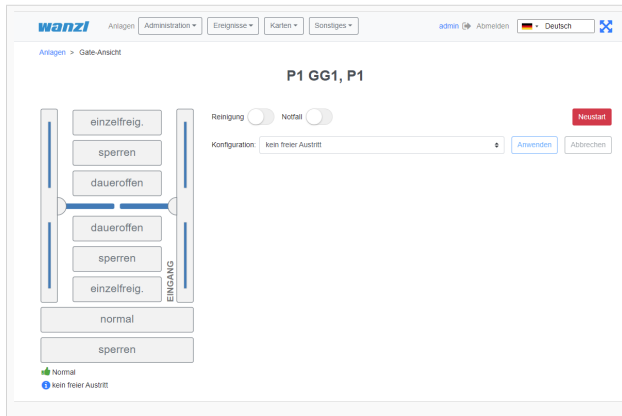 wanzl Anlagen Administration Ereignisse Karten Sonstiges admin Abmelden Deutsch
Anlagen > Gate-Ansicht
P1 GG1, P1
einzelfreig.
sperren
daueroffen
daueroffen
sperren
einzelfreig.
EINGANG
normal
sperren
Normal
kein freier Austritt
Reinigung Notfall Neustart
Konfiguration: kein freier Austritt Anwenden Abbrechen